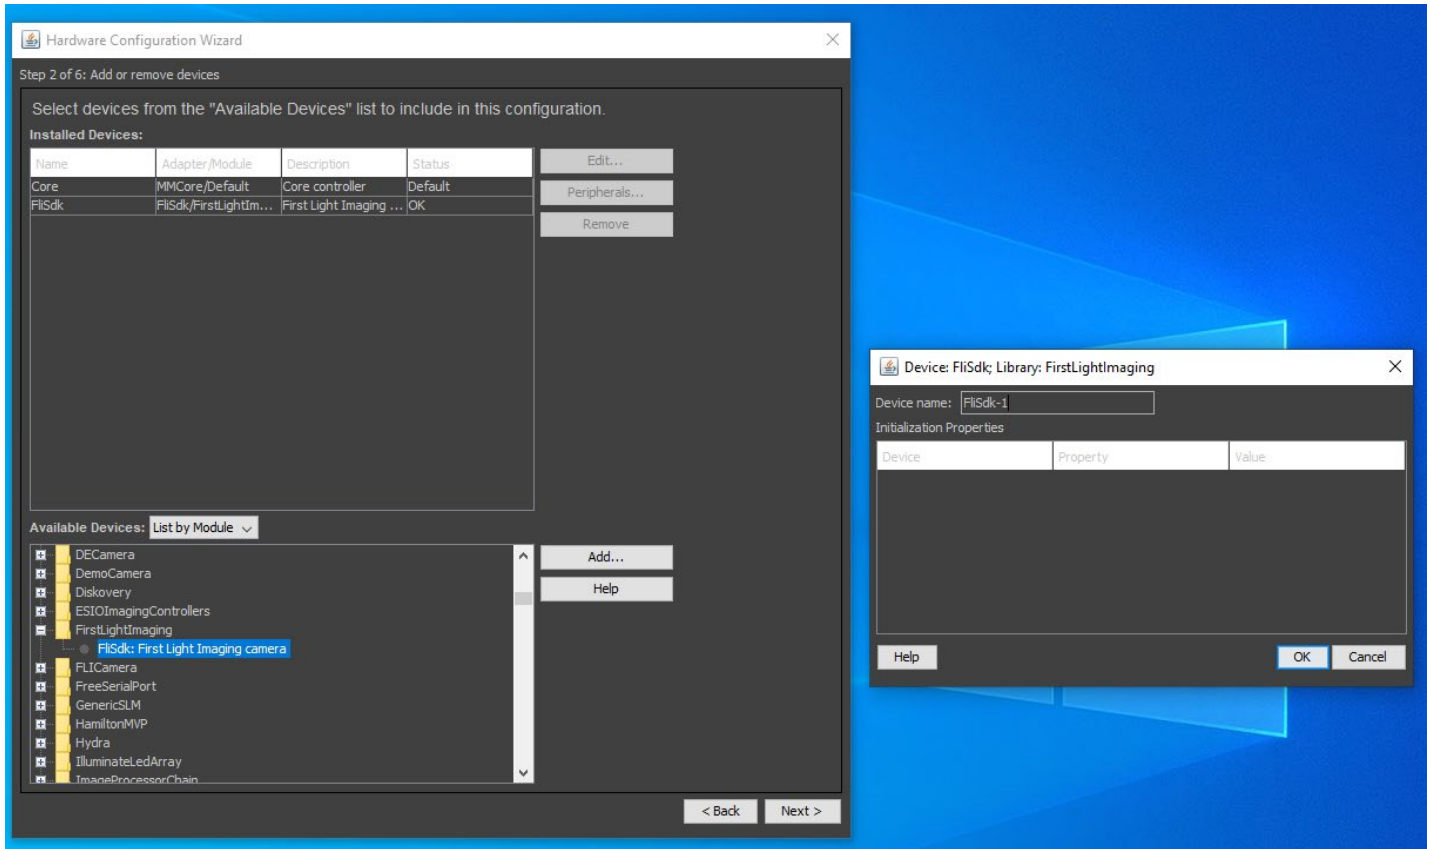 Hardware Configuration Wizard
Step 2 of 6: Add or remove devices
Select devices from the "Available Devices" list to include in this configuration.
Installed Devices:
Name Adapter/Module Description Status
Core MMCore/Default Core controller Default
FliSdk FliSdk/FirstLightIm... First Light Imaging ... OK
Edit...
Peripherals...
Remove
Available Devices: List by Module
DECamera
DemoCamera
Diskovery
ESIOImagingControllers
FirstLightImaging
FliSdk: First Light Imaging camera
FLICamera
FreeSerialPort
GenericSLM
HamiltonMVP
Hydra
IlluminateLedArray
ImageProcessorChain
Add...
Help
< Back Next >
Device: FliSdk; Library: FirstLightImaging
Device name: FliSdk-1
Initialization Properties
Device Property Value
Help OK Cancel